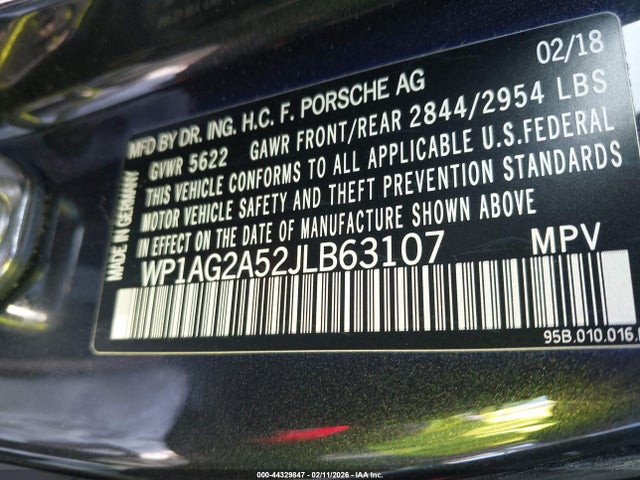 02/18
MFD BY DR. ING. H.C. F. PORSCHE AG
GVWR 5622 GAWR FRONT/REAR 2844/2954 LBS
THIS VEHICLE CONFORMS TO ALL APPLICABLE U.S.FEDERAL
MOTOR VEHICLE SAFETY AND THEFT PREVENTION STANDARDS
IN EFFECT ON THE DATE OF MANUFACTURE SHOWN ABOVE
MADE IN GERMANY
WP1AG2A52JLB63107 MPV
95B.010.016.
000-44329847 - 02/11/2026 - IAA Inc.